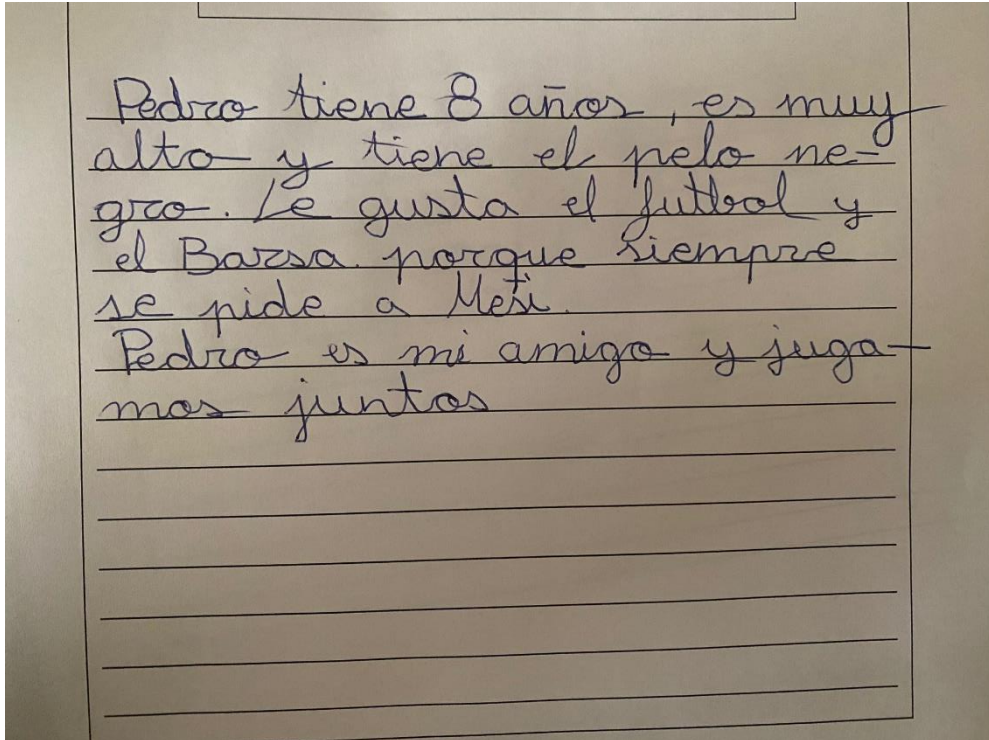 Pedro tiene 8 años, es muy
alto y tiene el pelo ne-
gro. Le gusta el futbol y
el Barsa porque siempre
se pide a Mesi.
Pedro es mi amigo y juga-
mos juntos